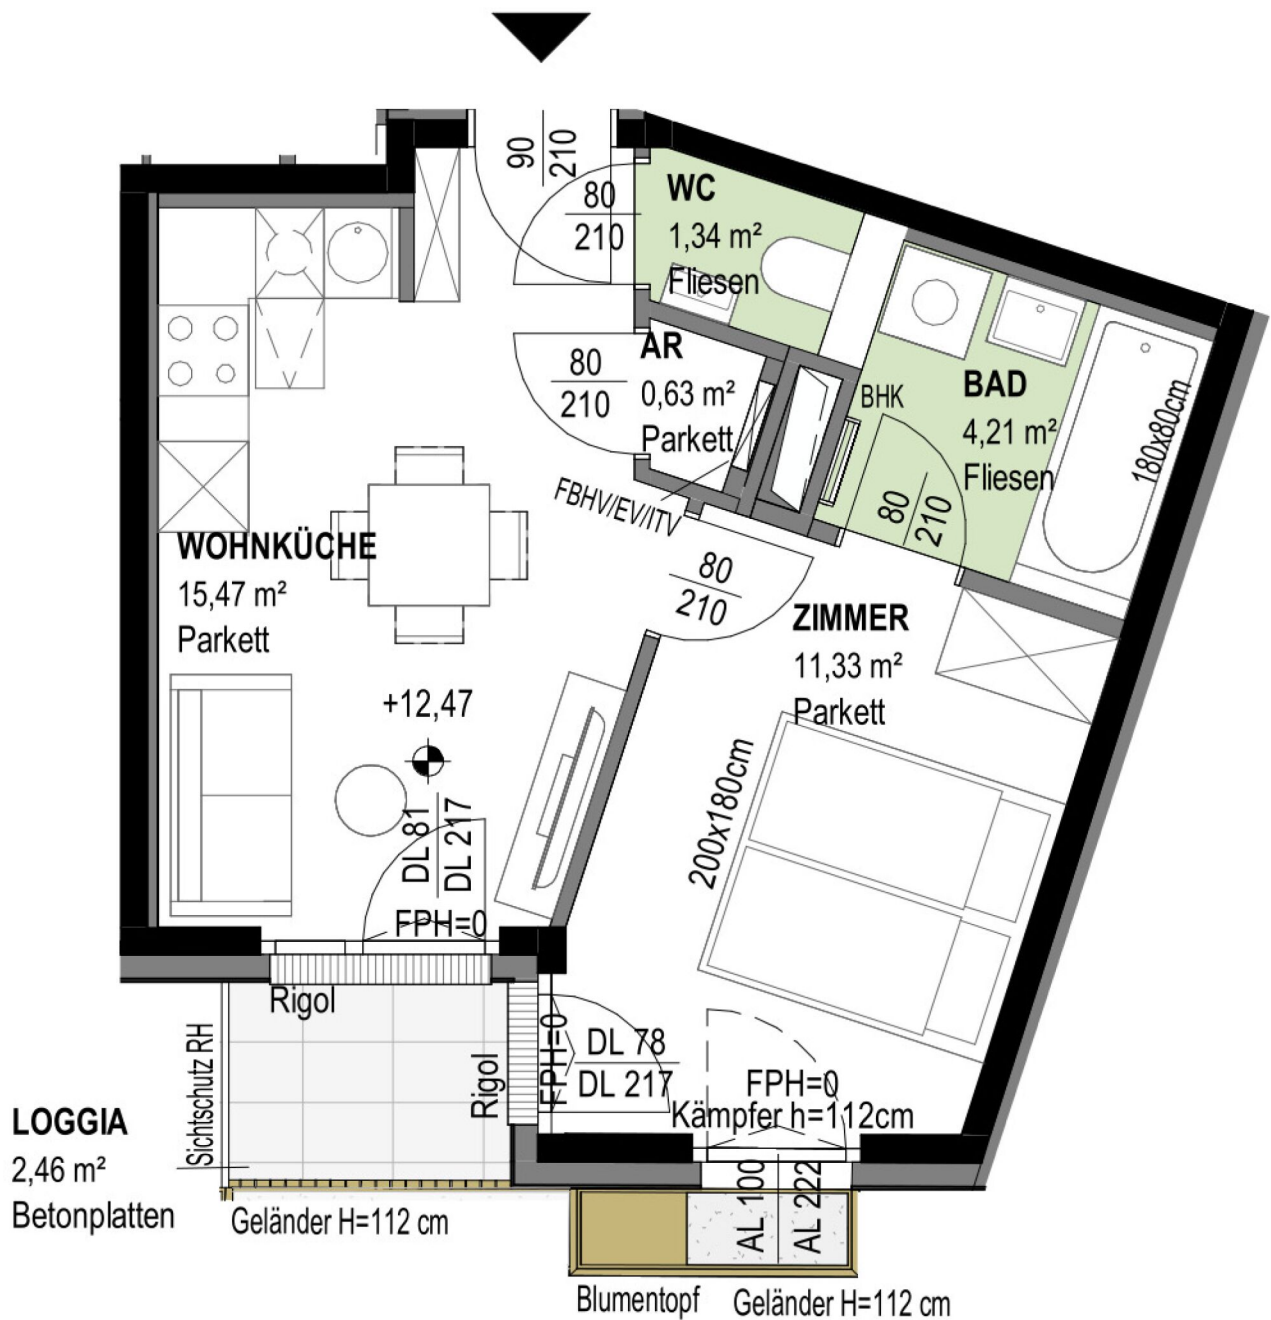 90
210
80
210
WC
1,34 m²
Fliesen
80
210
AR
0,63 m²
Parkett
BHK
BAD
4,21 m²
Fliesen
180x80cm
80
210
FBHV/EV/ITV
WOHNKÜCHE
15,47 m²
Parkett
80
210
ZIMMER
11,33 m²
Parkett
+12,47
200x180cm
DL 81
DL 217
FPH=0
Rigol
Sichtschutz RH
Rigol
FPH=0
DL 78
DL 217
FPH=0
Kämpfer h=112cm
LOGGIA
2,46 m²
Betonplatten
Geländer H=112 cm
AL 100
AL 222
Blumentopf
Geländer H=112 cm